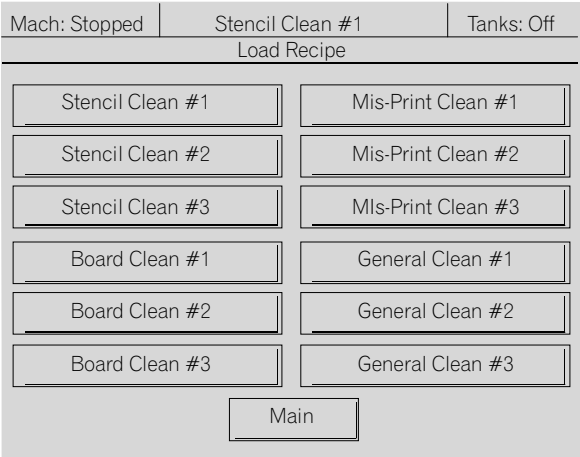 Mach: Stopped Stencil Clean #1 Tanks: Off
Load Recipe
Stencil Clean #1 Mis-Print Clean #1
Stencil Clean #2 Mis-Print Clean #2
Stencil Clean #3 MIs-Print Clean #3
Board Clean #1 General Clean #1
Board Clean #2 General Clean #2
Board Clean #3 General Clean #3
Main